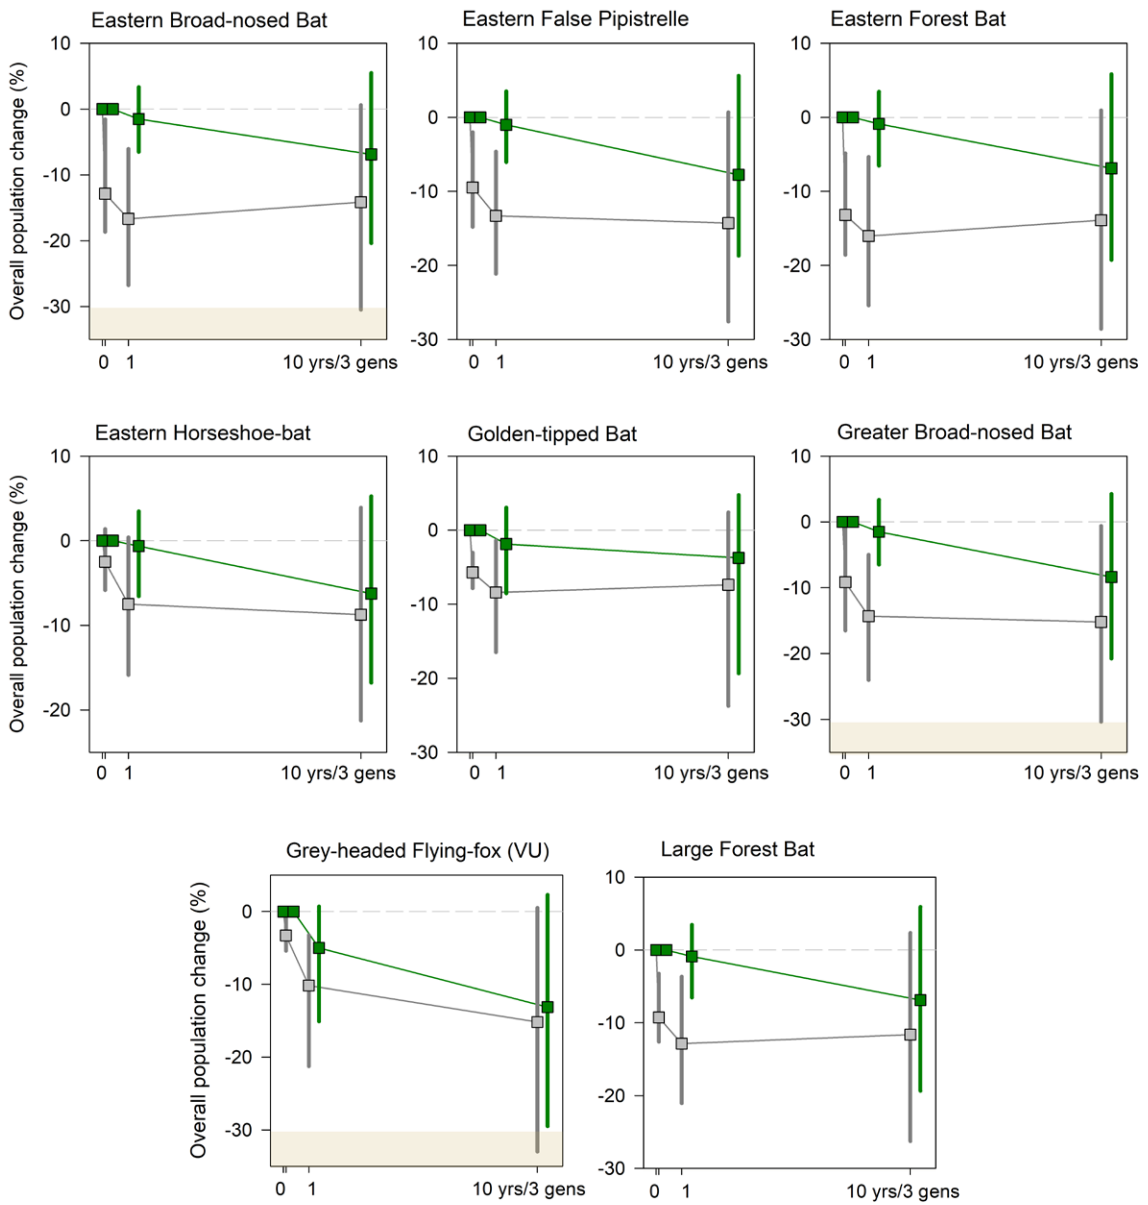 Eastern Broad-nosed Bat
Eastern False Pipistrelle
Eastern Forest Bat
Overall population change (%)
10
0
-10
-20
-30
0
1
10 yrs/3 gens
10
0
-10
-20
-30
0
1
10 yrs/3 gens
10
0
-10
-20
-30
0
1
10 yrs/3 gens
Eastern Horseshoe-bat
Golden-tipped Bat
Greater Broad-nosed Bat
Overall population change (%)
10
0
-10
-20
0
1
10 yrs/3 gens
10
0
-10
-20
-30
0
1
10 yrs/3 gens
10
0
-10
-20
-30
0
1
10 yrs/3 gens
Grey-headed Flying-fox (VU)
Large Forest Bat
Overall population change (%)
0
-10
-20
-30
0
1
10 yrs/3 gens
10
0
-10
-20
-30
0
1
10 yrs/3 gens